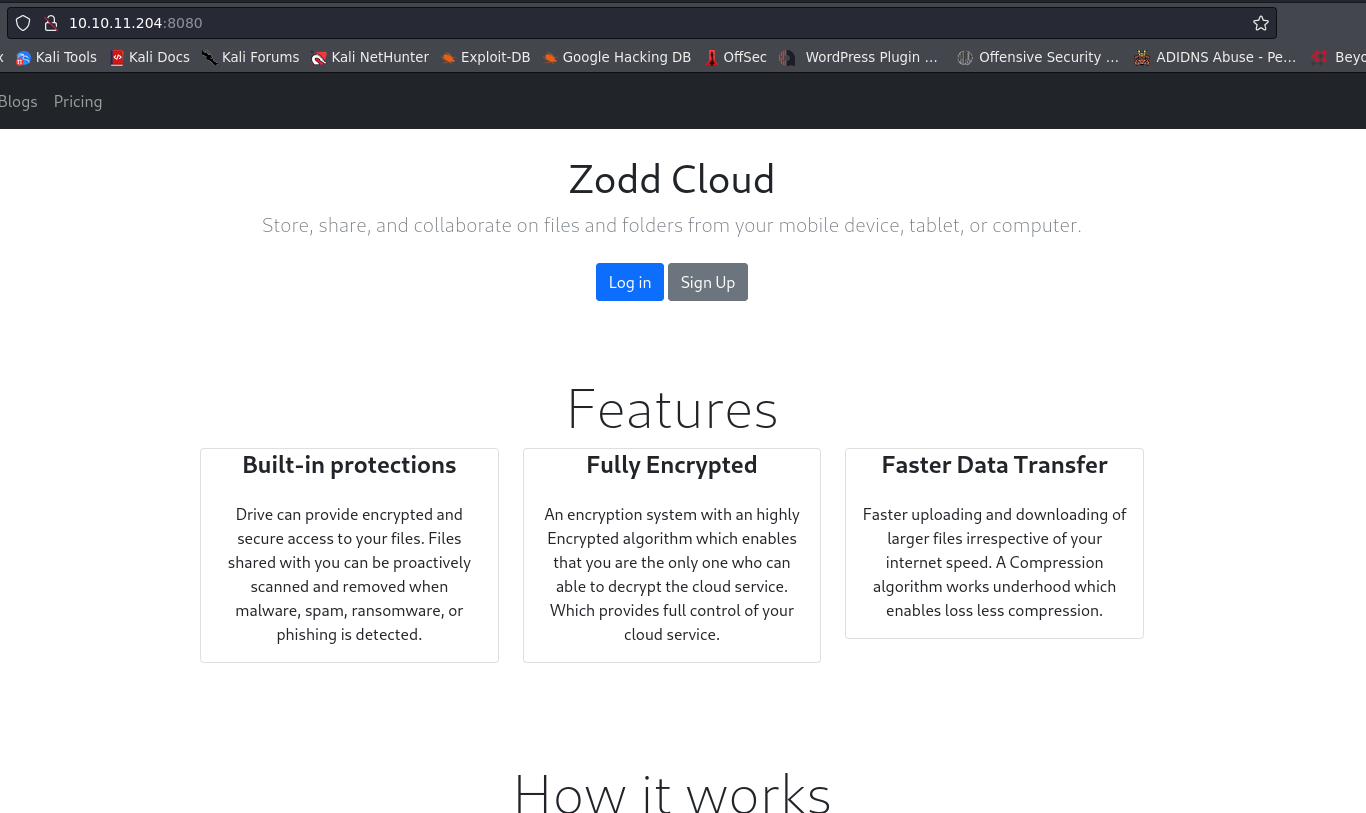 10.10.11.204:8080
Kali Tools Kali Docs Kali Forums Kali NetHunter Exploit-DB Google Hacking DB OffSec WordPress Plugin … Offensive Security … ADIDNS Abuse - Pe… Beyo
Blogs Pricing
Zodd Cloud
Store, share, and collaborate on files and folders from your mobile device, tablet, or computer.
Log in Sign Up
Features
Built-in protections
Drive can provide encrypted and
secure access to your files. Files
shared with you can be proactively
scanned and removed when
malware, spam, ransomware, or
phishing is detected.
Fully Encrypted
An encryption system with an highly
Encrypted algorithm which enables
that you are the only one who can
able to decrypt the cloud service.
Which provides full control of your
cloud service.
Faster Data Transfer
Faster uploading and downloading of
larger files irrespective of your
internet speed. A Compression
algorithm works underhood which
enables loss less compression.
How it works